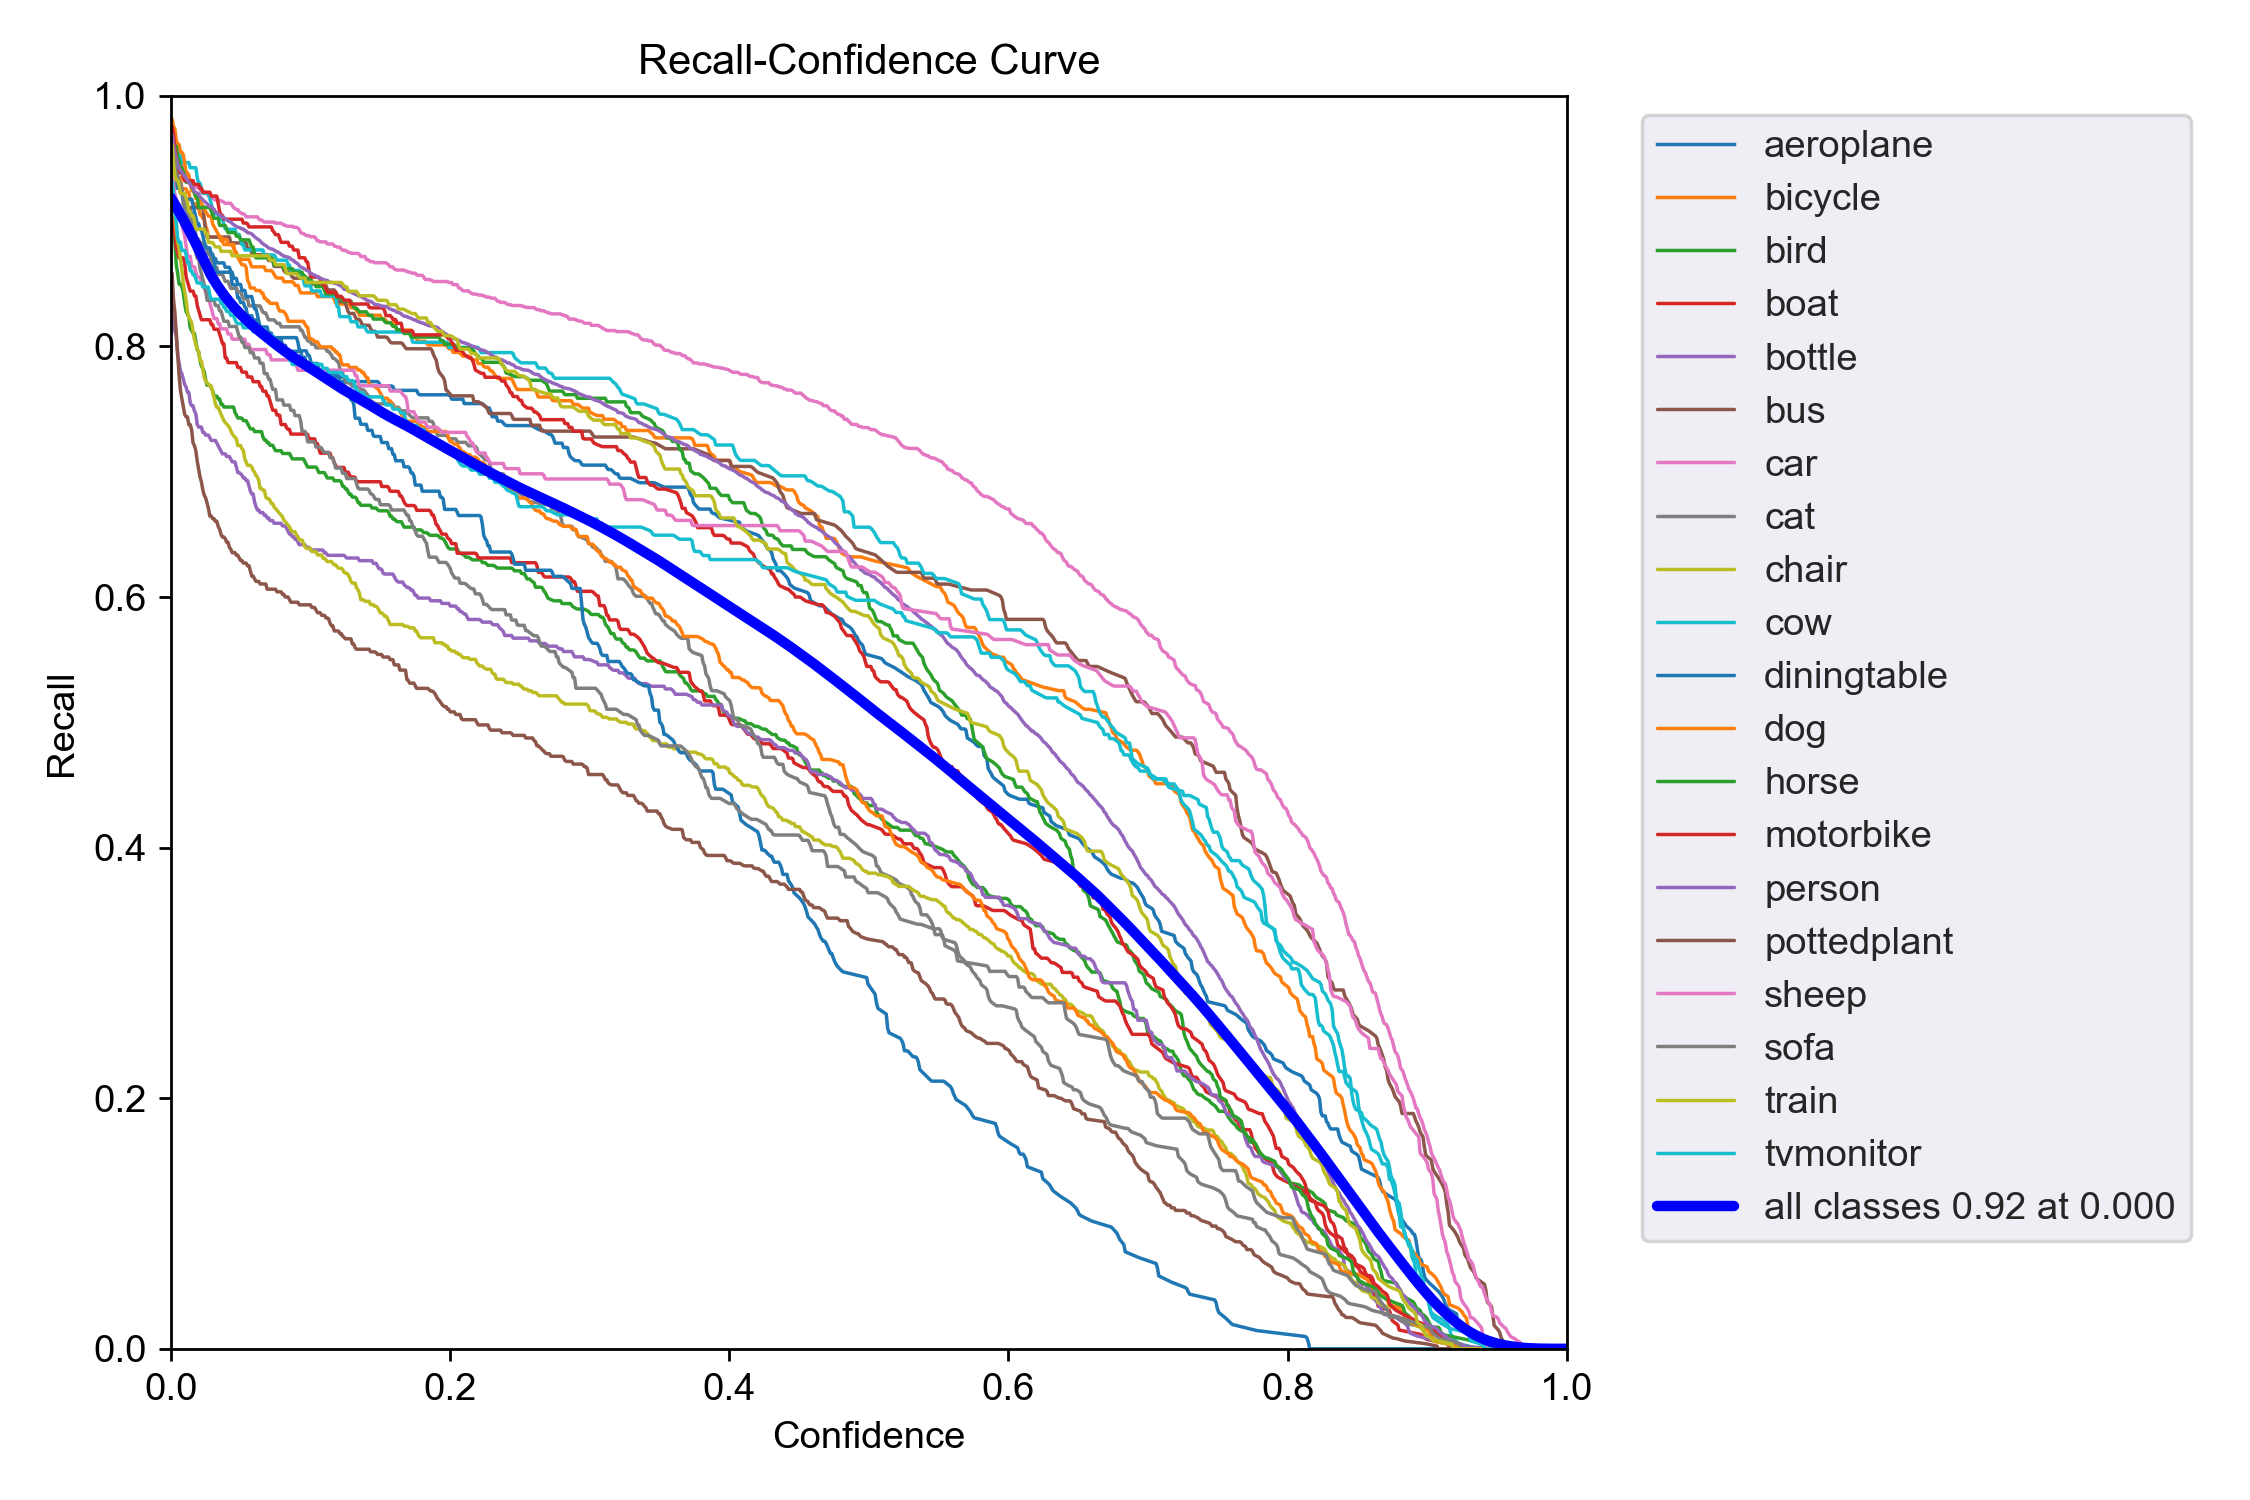 Recall-Confidence Curve
1.0
0.8
0.6
0.4
0.2
0.0
Recall
0.0 0.2 0.4 0.6 0.8 1.0
Confidence
aeroplane
bicycle
bird
boat
bottle
bus
car
cat
chair
cow
diningtable
dog
horse
motorbike
person
pottedplant
sheep
sofa
train
tvmonitor
all classes 0.92 at 0.000